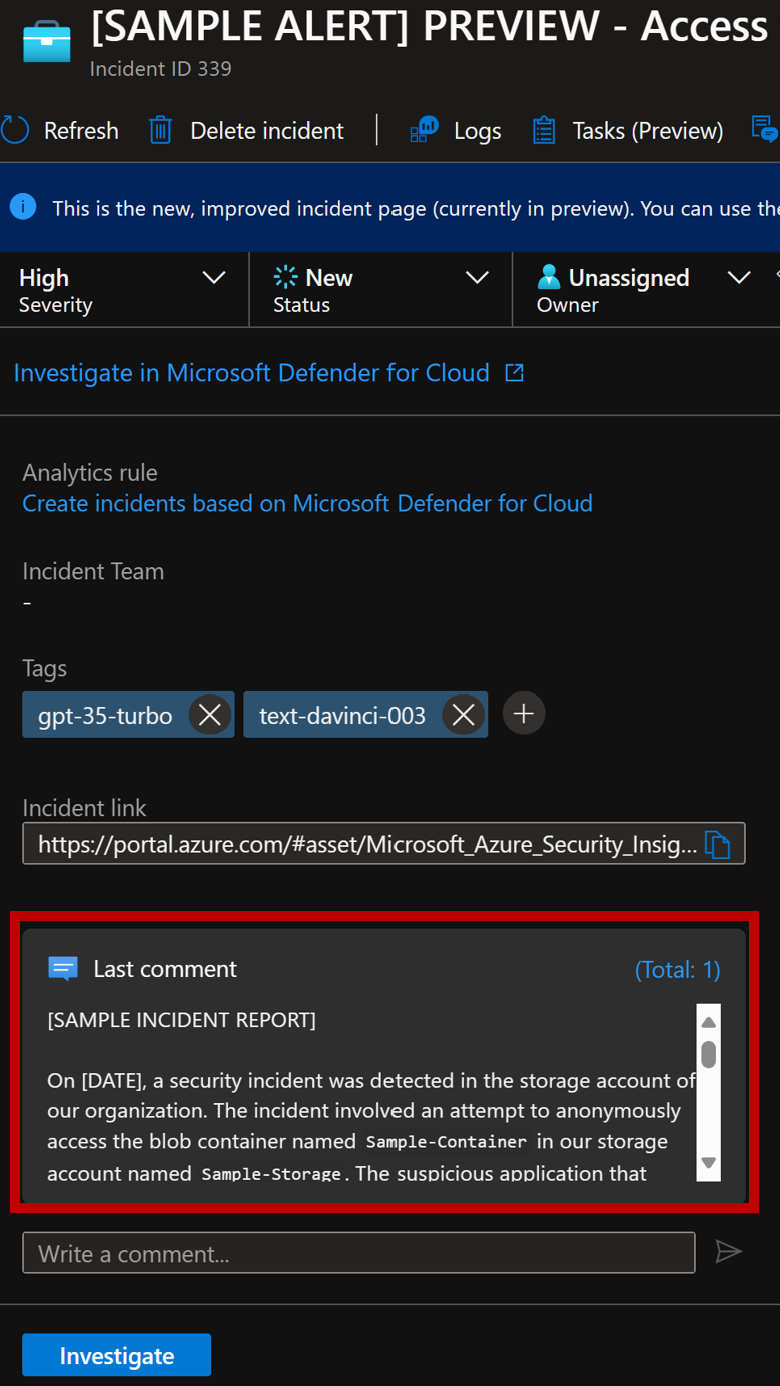 [SAMPLE ALERT] PREVIEW - Access
Incident ID 339
Refresh Delete incident Logs Tasks (Preview)
This is the new, improved incident page (currently in preview). You can use the
High New Unassigned
Severity Status Owner
Investigate in Microsoft Defender for Cloud
Analytics rule
Create incidents based on Microsoft Defender for Cloud
Incident Team
-
Tags
gpt-35-turbo text-davinci-003
Incident link
https://portal.azure.com/#asset/Microsoft_Azure_Security_Insig...
Last comment (Total: 1)
[SAMPLE INCIDENT REPORT]
On [DATE], a security incident was detected in the storage account of
our organization. The incident involved an attempt to anonymously
access the blob container named Sample-Container in our storage
account named Sample-Storage. The suspicious application that
Write a comment...
Investigate